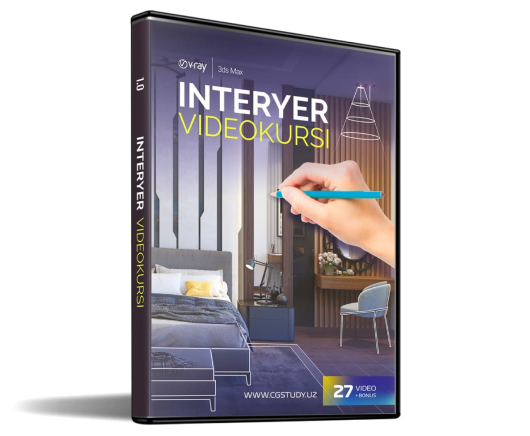 v·ray | 3ds Max
INTERYER
VIDEOKURSI
1.0
INTERYER VIDEOKURSI
WWW.CGSTUDY.UZ
27 VIDEO
+BONUS